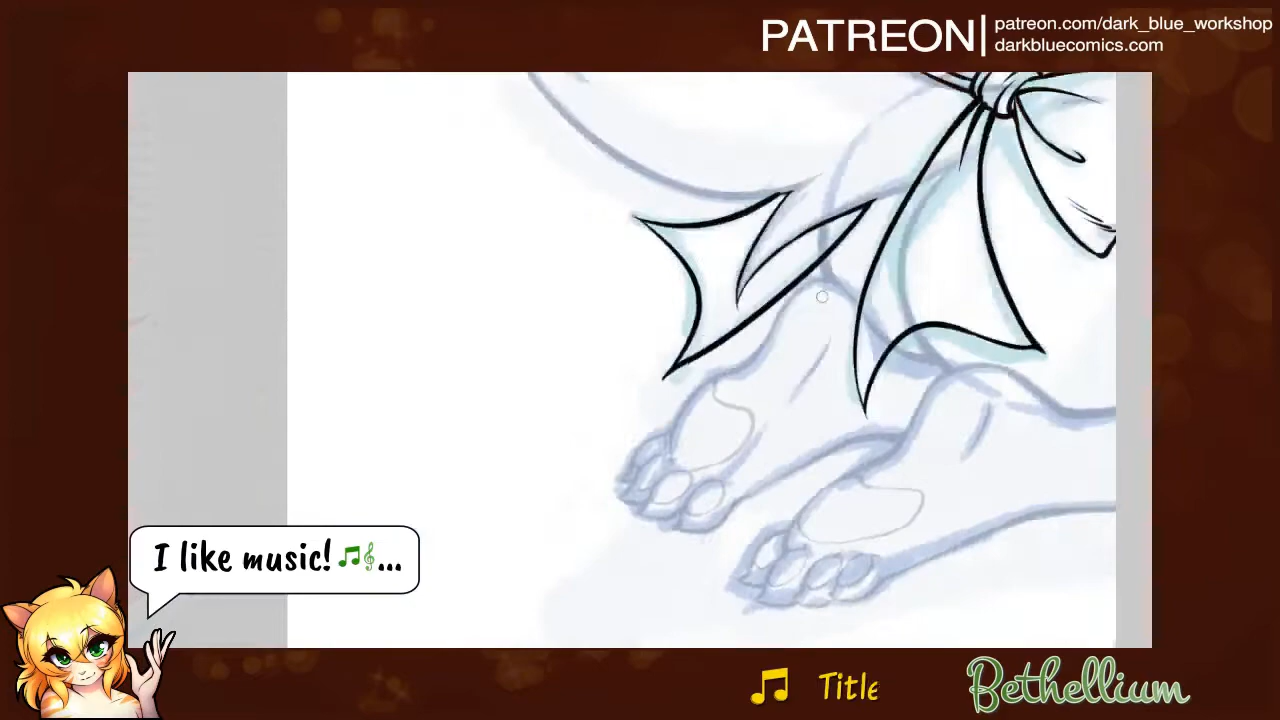 PATREON
patreon.com/dark_blue_workshop
darkbluecomics.com
I like music!...
Title
Bethellium